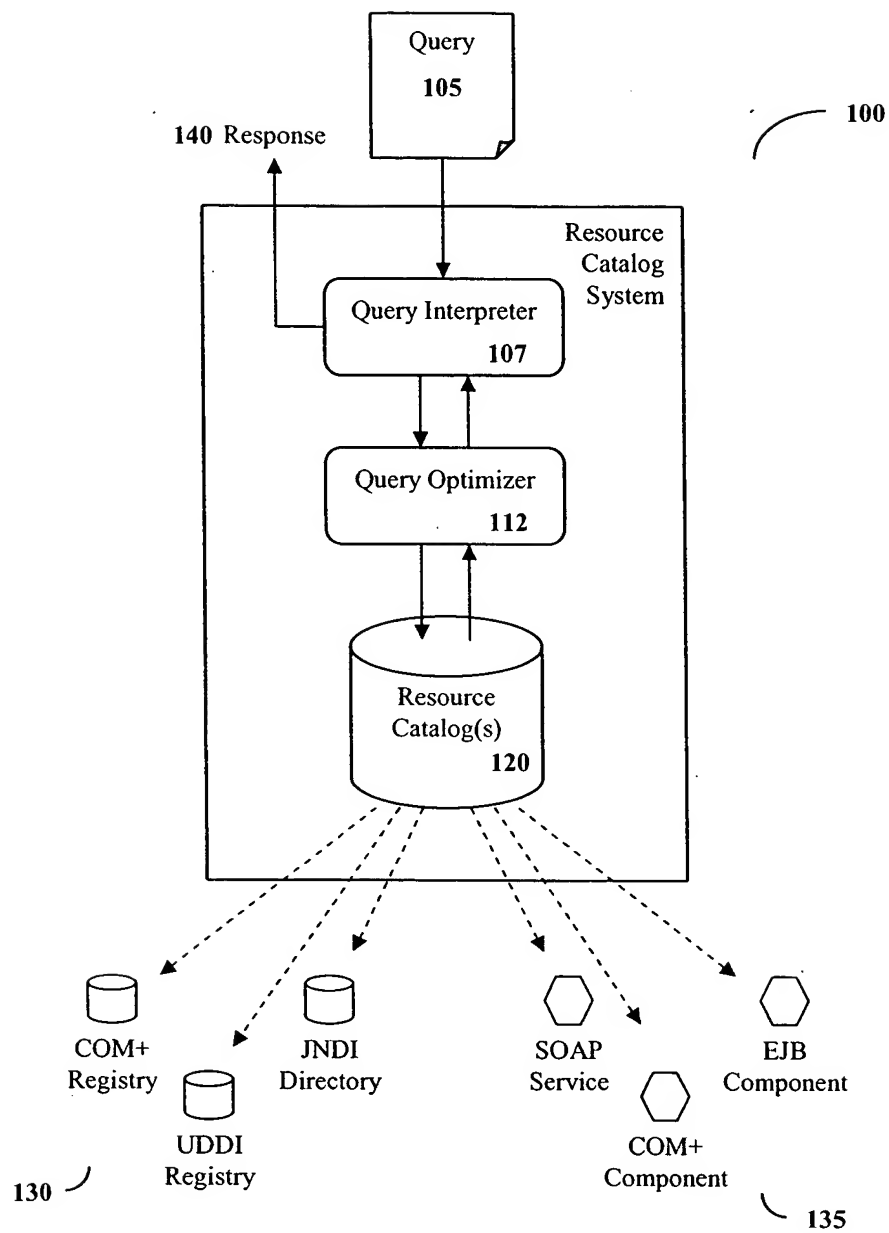 Query
105
100
140 Response
Resource
Catalog
System
Query Interpreter
107
Query Optimizer
112
Resource
Catalog(s)
120
COM+
Registry
JNDI
Directory
SOAP
Service
EJB
Component
UDDI
Registry
COM+
Component
130
135